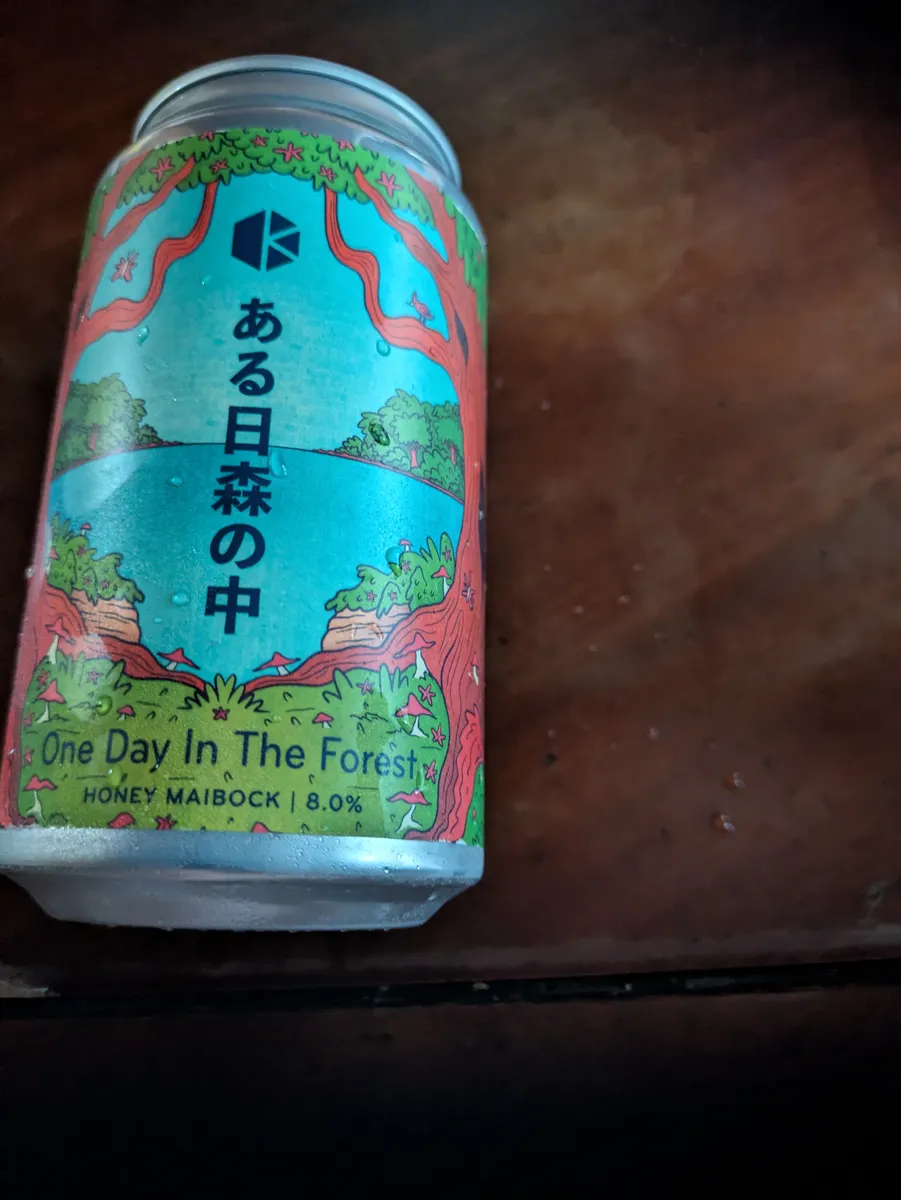 ある日森の中
One Day In The Forest
HONEY MAIBOCK | 8.0%